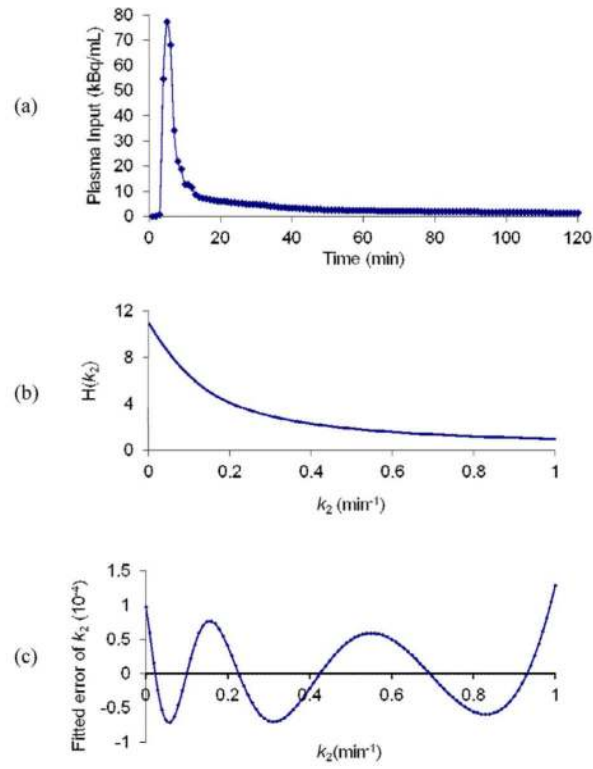 (a)
Plasma Input (kBq/mL)
80
70
60
50
40
30
20
10
0
0 20 40 60 80 100 120
Time (min)
(b)
H(k₂)
12
8
4
0
0 0.2 0.4 0.6 0.8 1
k₂ (min⁻¹)
(c)
Fitted error of k₂ (10⁻⁴)
1.5
1
0.5
0
-0.5
-1
0 0.2 0.4 0.6 0.8 1
k₂(min⁻¹)